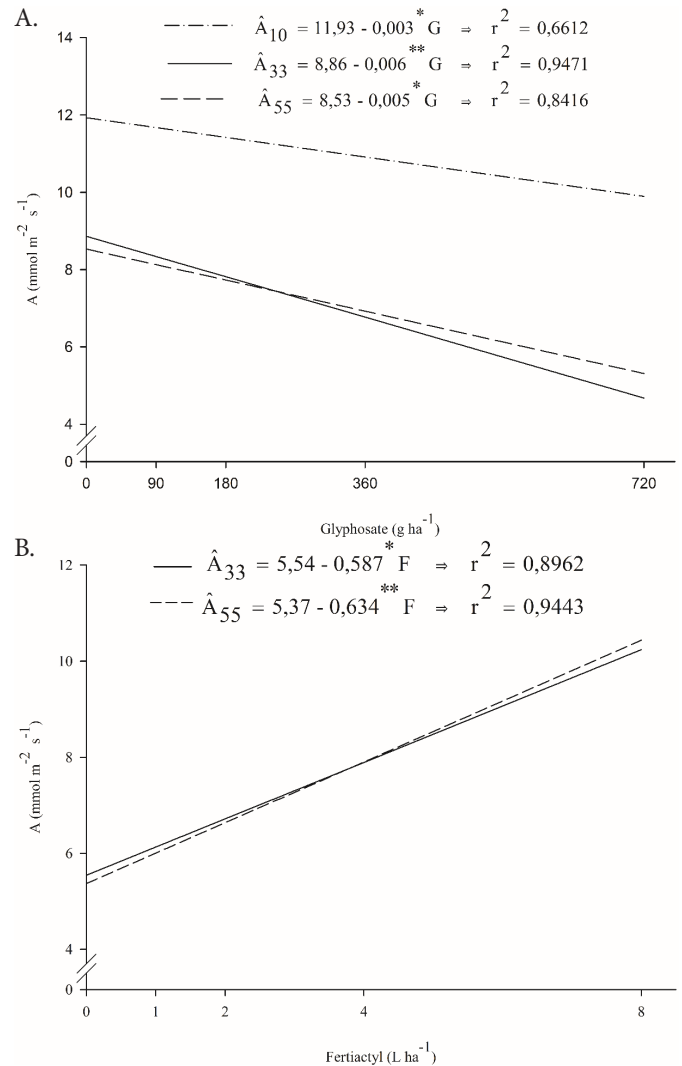 A.
Â10 = 11,93 - 0,003*G ⇒ r2 = 0,6612
Â33 = 8,86 - 0,006**G ⇒ r2 = 0,9471
Â55 = 8,53 - 0,005*G ⇒ r2 = 0,8416
14
12
10
8
6
4
0
A (mmol m-2 s-1)
0 90 180 360 720
Glyphosate (g ha-1)
B.
Â33 = 5,54 - 0,587*F ⇒ r2 = 0,8962
Â55 = 5,37 - 0,634**F ⇒ r2 = 0,9443
12
10
8
6
4
0
A (mmol m-2 s-1)
0 1 2 4 8
Fertiactyl (L ha-1)